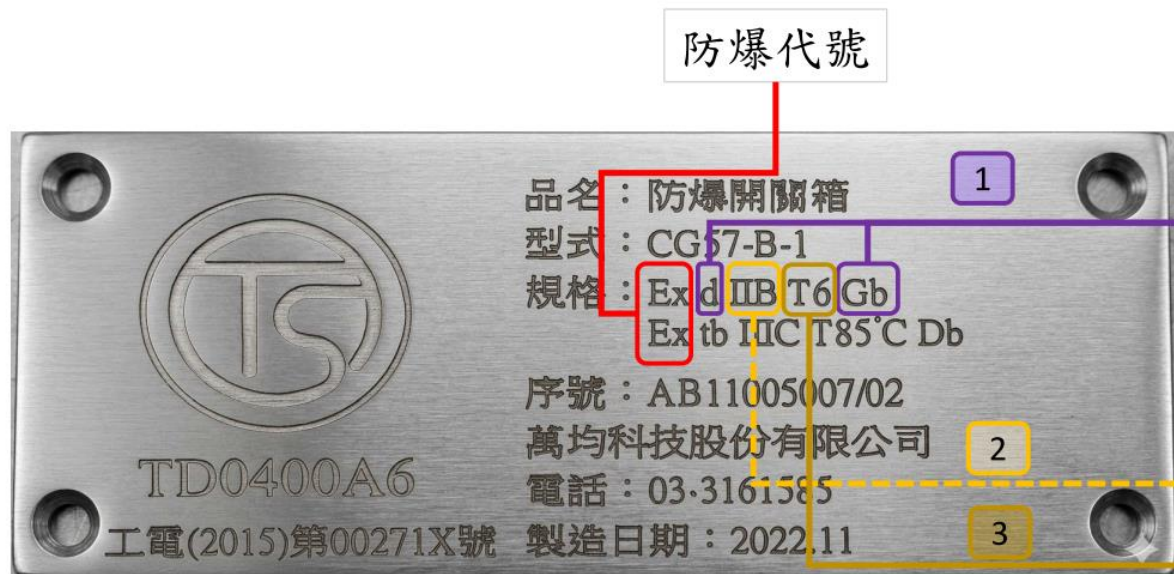 防爆代號
1
品名：防爆開關箱
型式：CG57-B-1
規格：Ex d IIB T6 Gb
Ex tb IIIC T85°C Db
序號：AB11005007/02
萬均科技股份有限公司
2
電話：03-3161585
3
製造日期：2022.11
TS
TD0400A6
工電(2015)第00271X號